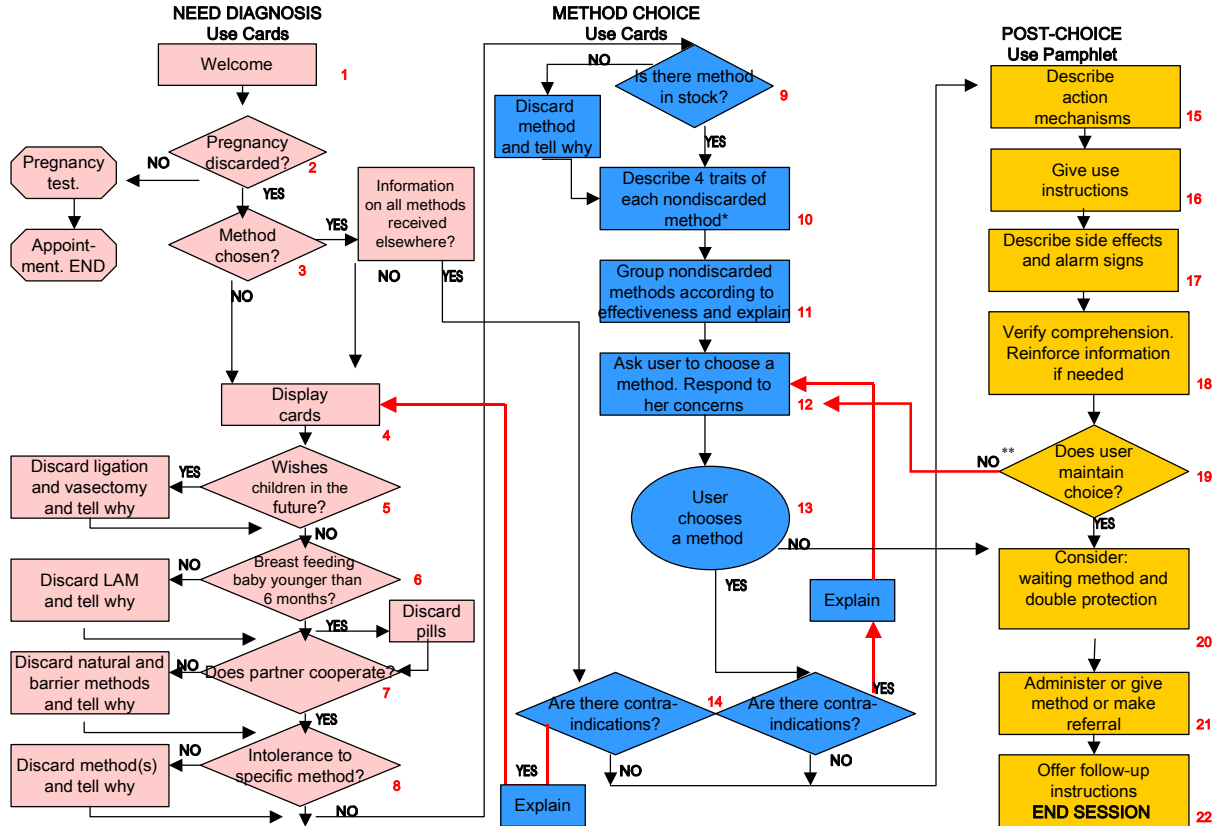 NEED DIAGNOSIS
Use Cards
Welcome
1
Pregnancy
discarded?
2
NO
Pregnancy
test.
Appoint-
ment. END
YES
Method
chosen?
3
YES
Information
on all methods
received
elsewhere?
NO
YES
NO
Display
cards
4
Wishes
children in the
future?
5
YES
Discard ligation
and vasectomy
and tell why
NO
Breast feeding
baby younger than
6 months?
6
NO
Discard LAM
and tell why
YES
Discard
pills
Does partner cooperate?
7
NO
Discard natural and
barrier methods
and tell why
YES
Intolerance to
specific method?
8
NO
Discard method(s)
and tell why
NO
METHOD CHOICE
Use Cards
Is there method
in stock?
9
NO
Discard
method
and tell why
YES
Describe 4 traits of
each nondiscarded
method*
10
Group nondiscarded
methods according to
effectiveness and explain
11
Ask user to choose a
method. Respond to
her concerns
12
User
chooses
a method
13
NO
YES
Explain
YES
Are there contra-
indications?
14
Are there contra-
indications?
YES
Explain
NO
NO
POST-CHOICE
Use Pamphlet
Describe
action
mechanisms
15
Give use
instructions
16
Describe side effects
and alarm signs
17
Verify comprehension.
Reinforce information
if needed
18
Does user
maintain
choice?
19
NO **
YES
Consider:
waiting method and
double protection
20
Administer or give
method or make
referral
21
Offer follow-up
instructions
END SESSION
22